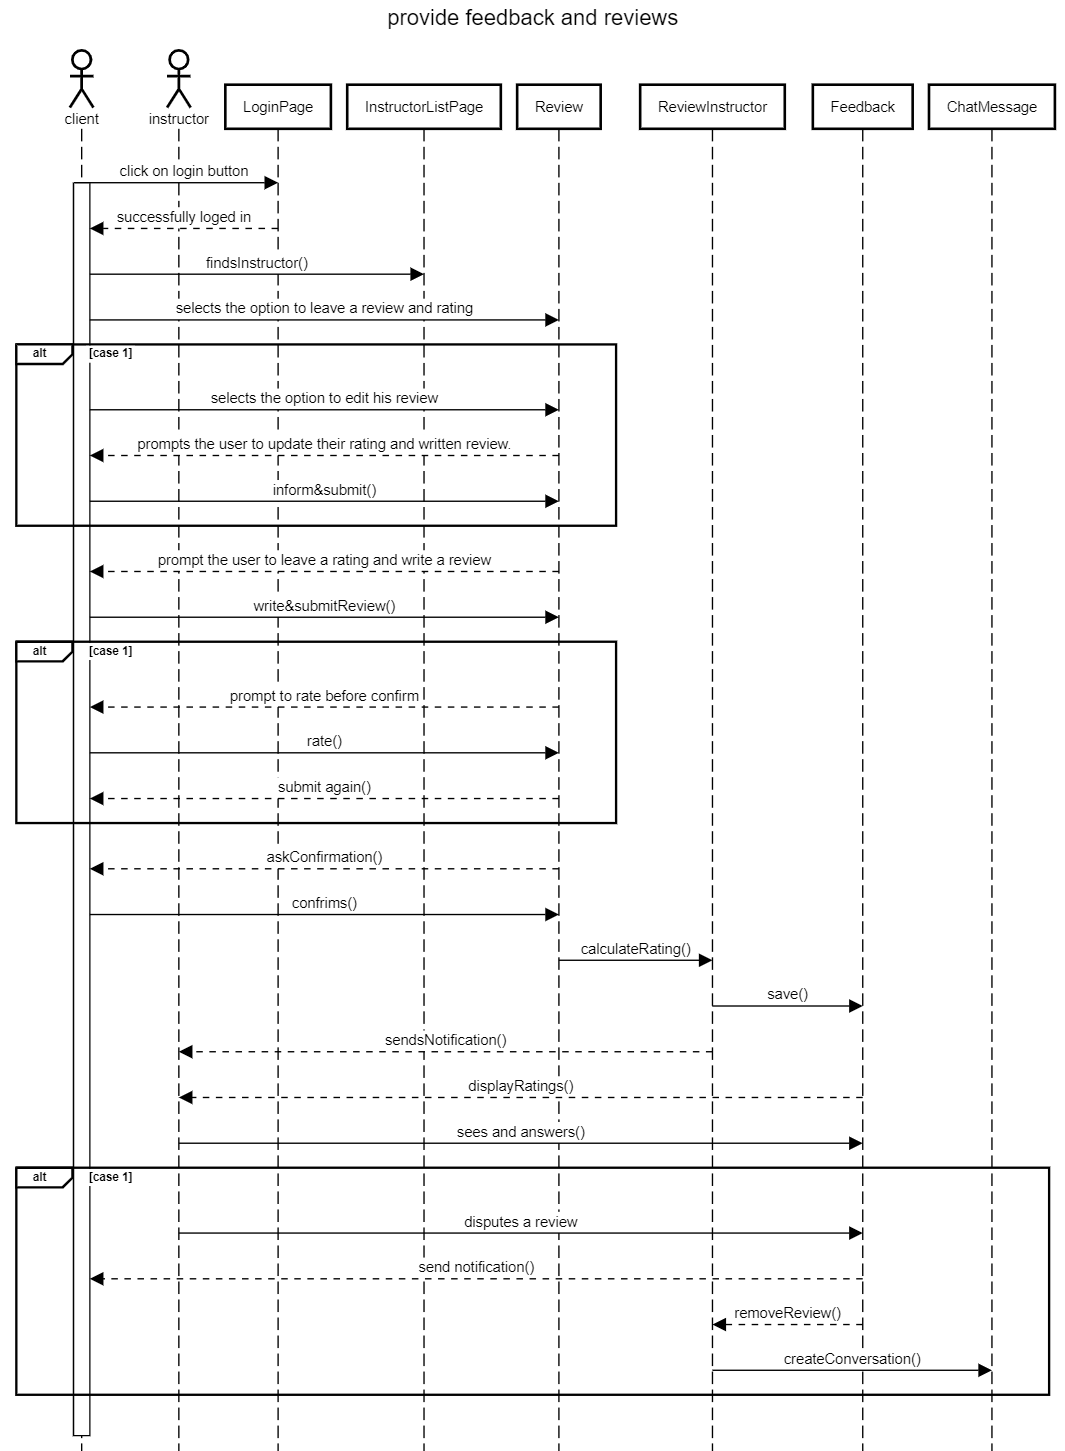 provide feedback and reviews
client
instructor
LoginPage
InstructorListPage
Review
ReviewInstructor
Feedback
ChatMessage
click on login button
successfully loged in
findsInstructor()
selects the option to leave a review and rating
alt
[case 1]
selects the option to edit his review
prompts the user to update their rating and written review.
inform&submit()
prompt the user to leave a rating and write a review
write&submitReview()
alt
[case 1]
prompt to rate before confirm
rate()
submit again()
askConfirmation()
confrims()
calculateRating()
save()
sendsNotification()
displayRatings()
sees and answers()
alt
[case 1]
disputes a review
send notification()
removeReview()
createConversation()